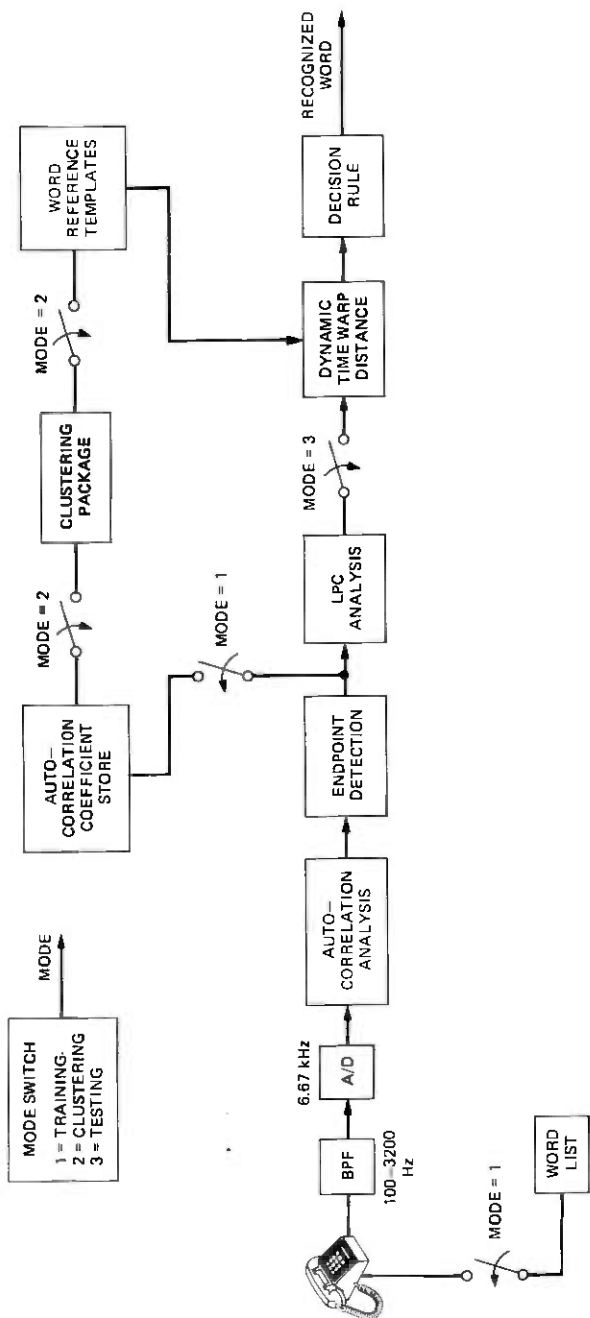 MODE SWITCH
1 = TRAINING-
2 = CLUSTERING
3 = TESTING
MODE
AUTO–
CORRELATION
COEFFICIENT
STORE
MODE = 2
CLUSTERING
PACKAGE
MODE = 2
WORD
REFERENCE
TEMPLATES
MODE = 1
BPF
100–3200
Hz
6.67 kHz
A/D
AUTO–
CORRELATION
ANALYSIS
ENDPOINT
DETECTION
LPC
ANALYSIS
MODE = 3
DYNAMIC
TIME WARP
DISTANCE
DECISION
RULE
RECOGNIZED
WORD
MODE = 1
WORD
LIST